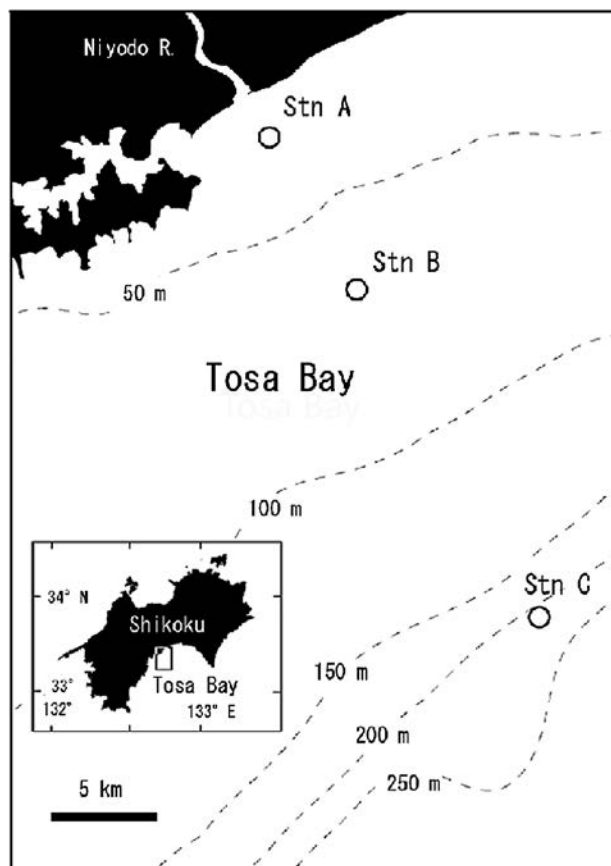 Niyodo R.
Stn A
Stn B
50 m
Tosa Bay
100 m
Stn C
34° N
Shikoku
33°
132°
Tosa Bay
133° E
150 m
200 m
250 m
5 km